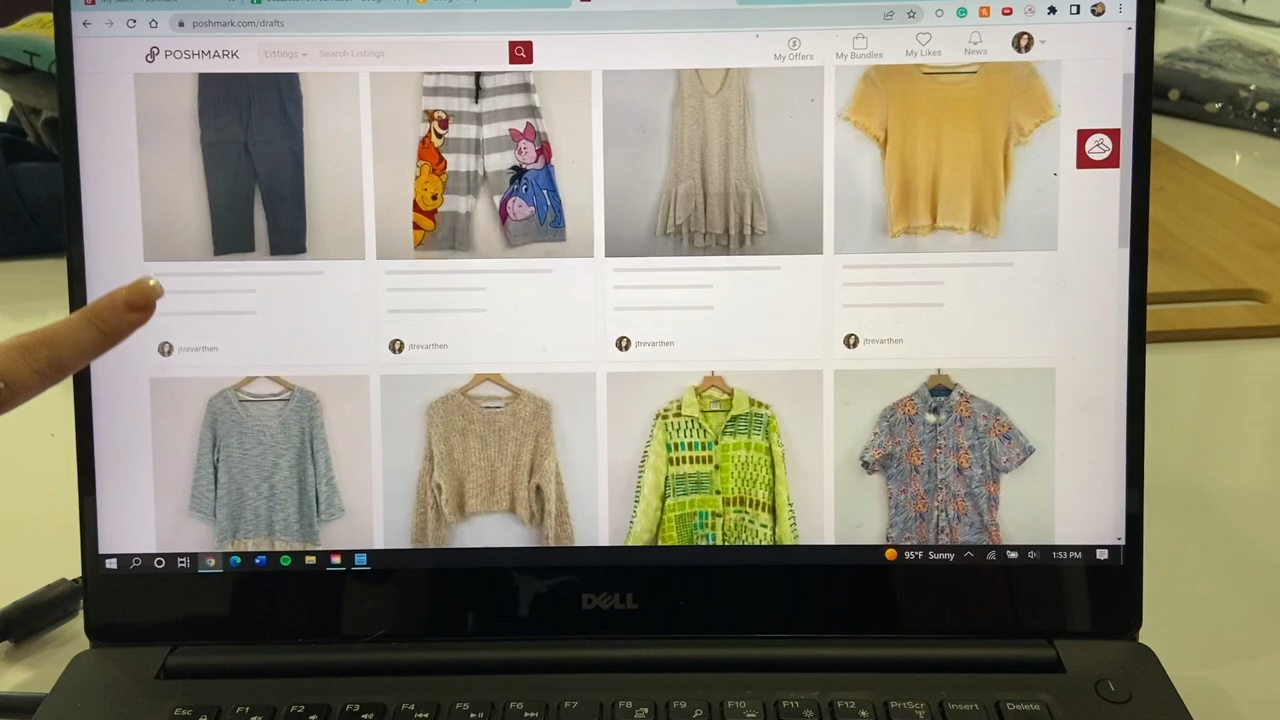 poshmark.com/drafts
POSHMARK
Listings
Search Listings
My Offers
My Bundles
My Likes
News
jtrevarthen
jtrevarthen
jtrevarthen
jtrevarthen
95°F Sunny
1:53 PM
DELL
Esc
F1
F2
F3
F4
F5
F6
F7
F8
F9
F10
F11
F12
PrtScr
Insert
Delete